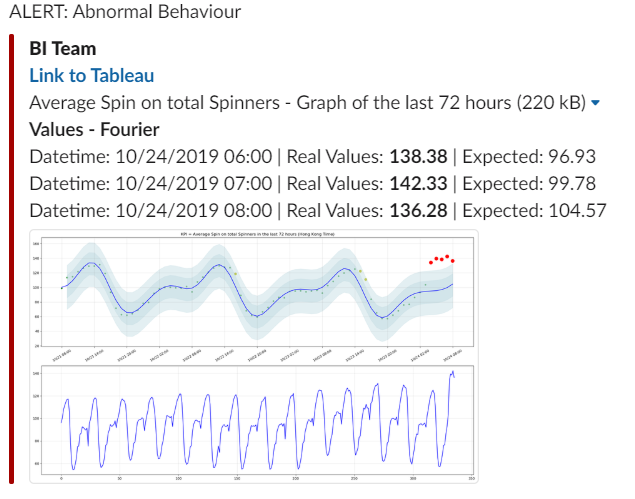 ALERT: Abnormal Behaviour
BI Team
Link to Tableau
Average Spin on total Spinners - Graph of the last 72 hours (220 kB)
Values - Fourier
Datetime: 10/24/2019 06:00 | Real Values: 138.38 | Expected: 96.93
Datetime: 10/24/2019 07:00 | Real Values: 142.33 | Expected: 99.78
Datetime: 10/24/2019 08:00 | Real Values: 136.28 | Expected: 104.57
KPI = Average Spin on total Spinners in the last 72 hours (Hong Kong Time)